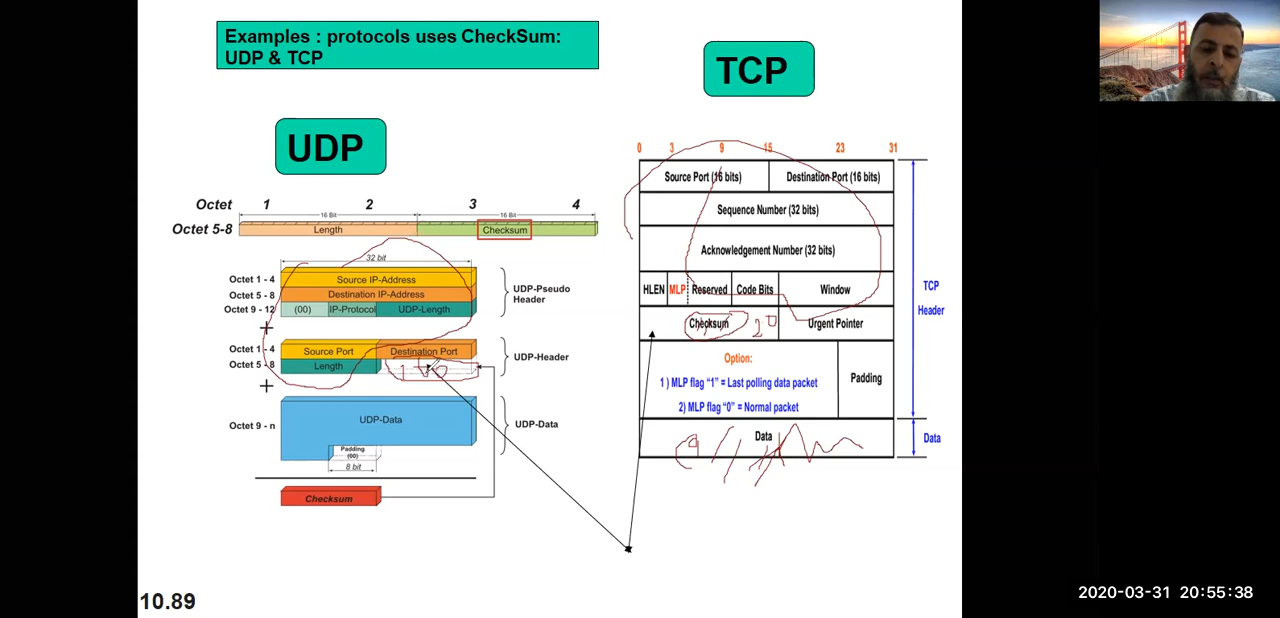 Examples : protocols uses CheckSum:
UDP & TCP
TCP
UDP
0 3 9 15 23 31
Source Port (16 bits) Destination Port (16 bits)
Sequence Number (32 bits)
Acknowledgement Number (32 bits)
HLEN MLP Reserved Code Bits Window
Checksum Urgent Pointer
Option:
1 ) MLP flag “1” = Last polling data packet
2) MLP flag “0” = Normal packet
Padding
Data
TCP
Header
Data
Octet 1 2 3 4
16 Bit 16 Bit
Octet 5-8 Length Checksum
32 bit
Octet 1 - 4 Source IP-Address
Octet 5 - 8 Destination IP-Address
Octet 9 - 12 (00) IP-Protocol UDP-Length
UDP-Pseudo
Header
+
Octet 1 - 4 Source Port Destination Port
Octet 5 - 8 Length
UDP-Header
+
Octet 9 - n UDP-Data
UDP-Data
Padding
(00)
8 bit
Checksum
10.89
2020-03-31 20:55:38